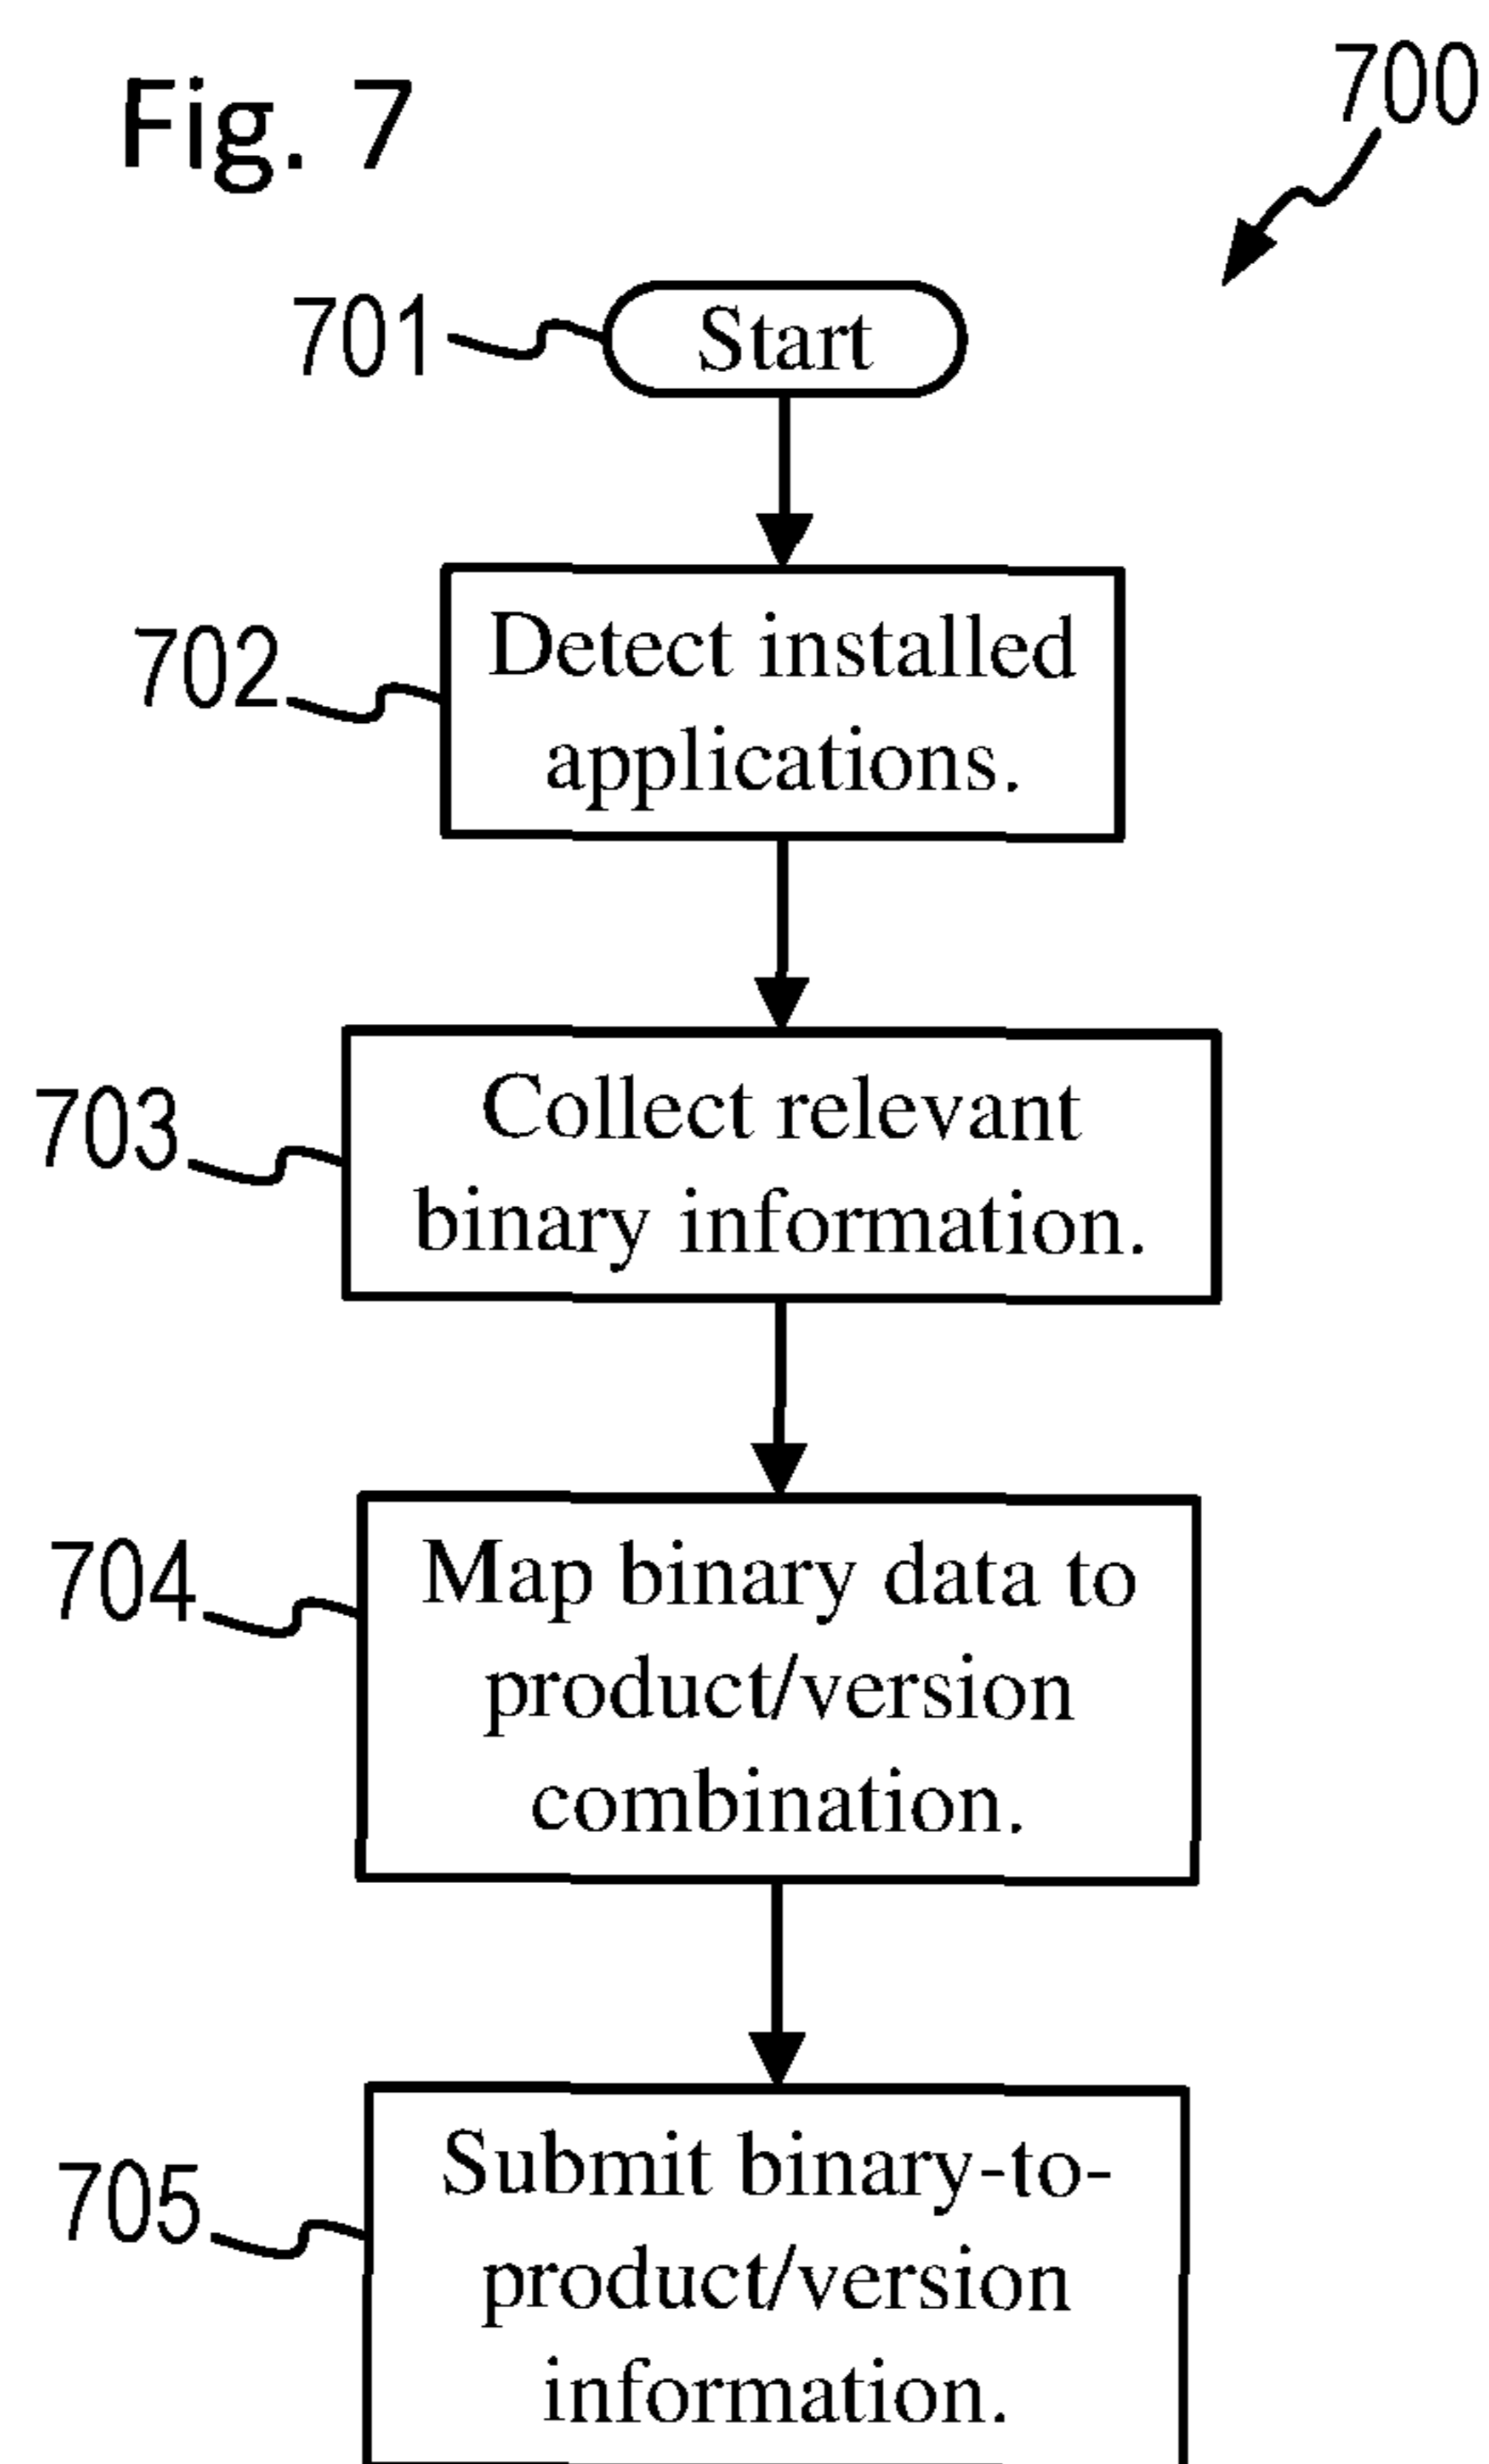 Fig. 7
700
701
Start
702
Detect installed
applications.
703
Collect relevant
binary information.
704
Map binary data to
product/version
combination.
705
Submit binary-to-
product/version
information.